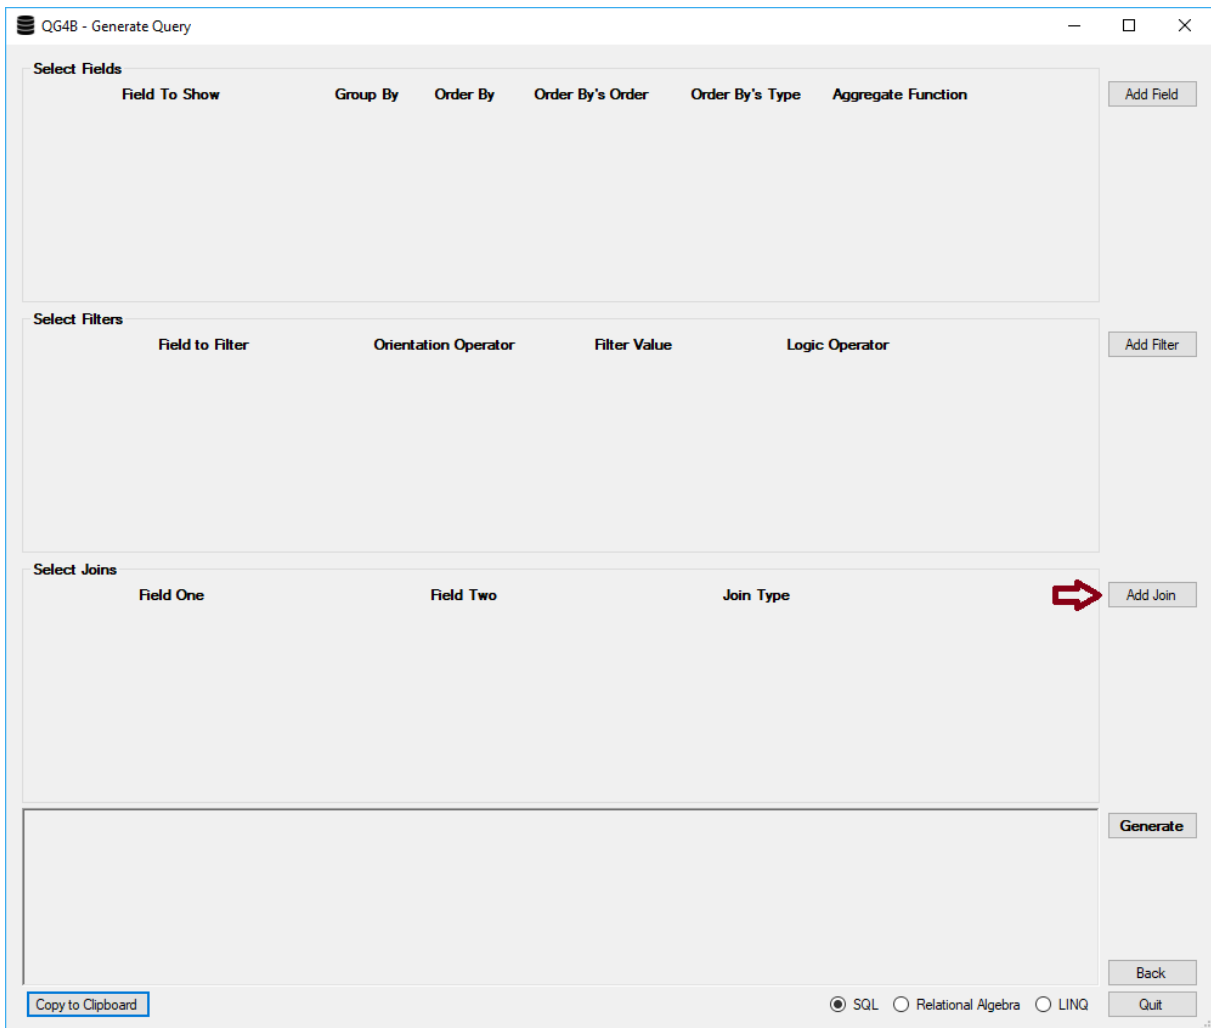 QG4B - Generate Query
Select Fields
Field To Show Group By Order By Order By's Order Order By's Type Aggregate Function Add Field
Select Filters
Field to Filter Orientation Operator Filter Value Logic Operator Add Filter
Select Joins
Field One Field Two Join Type Add Join
Generate
Back
Copy to Clipboard SQL Relational Algebra LINQ Quit